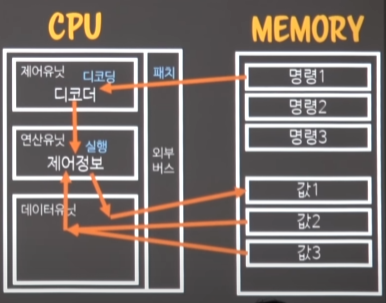 CPU
MEMORY
제어유닛
디코딩
디코더
패치
연산유닛
실행
제어정보
외부
버스
데이터유닛
명령1
명령2
명령3
값1
값2
값3